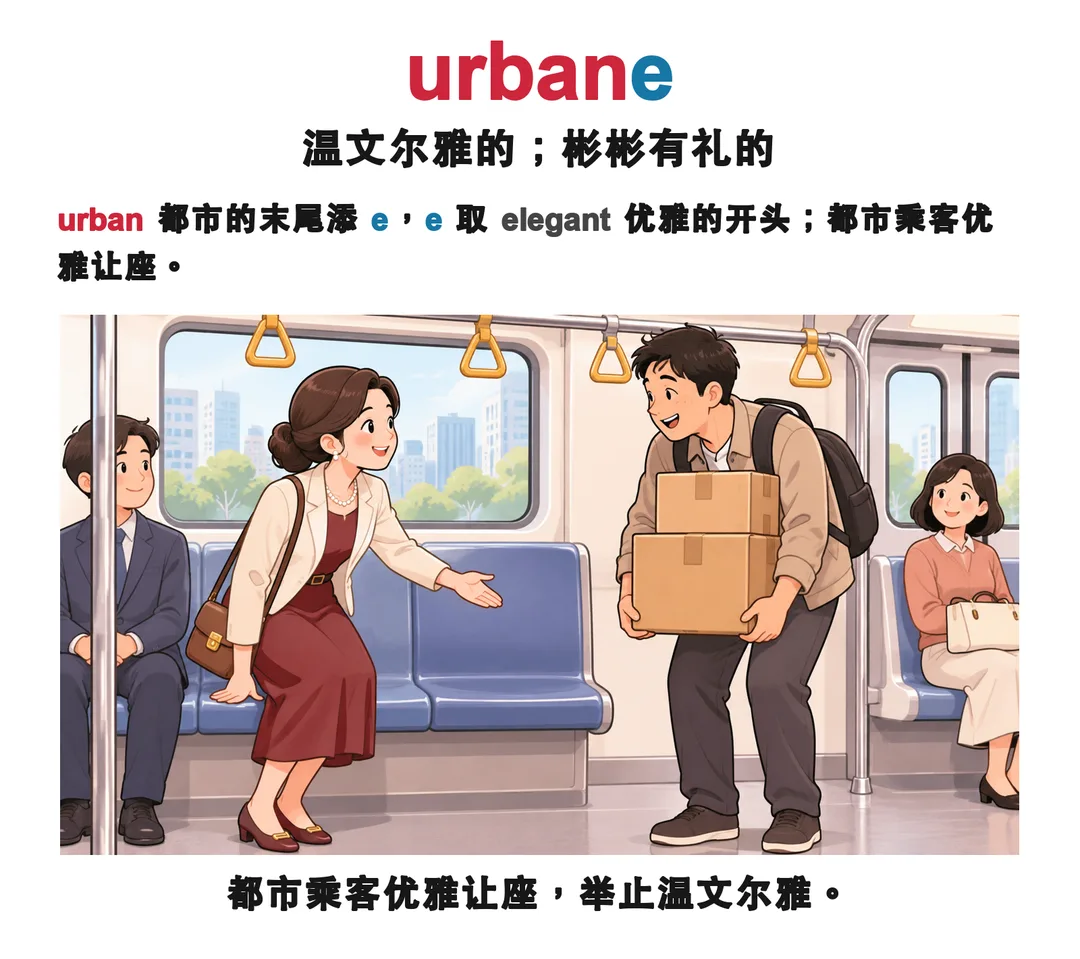 urbane
温文尔雅的；彬彬有礼的
urban 都市的末尾添 e，e 取 elegant 优雅的开头；都市乘客优
雅让座。
都市乘客优雅让座，举止温文尔雅。